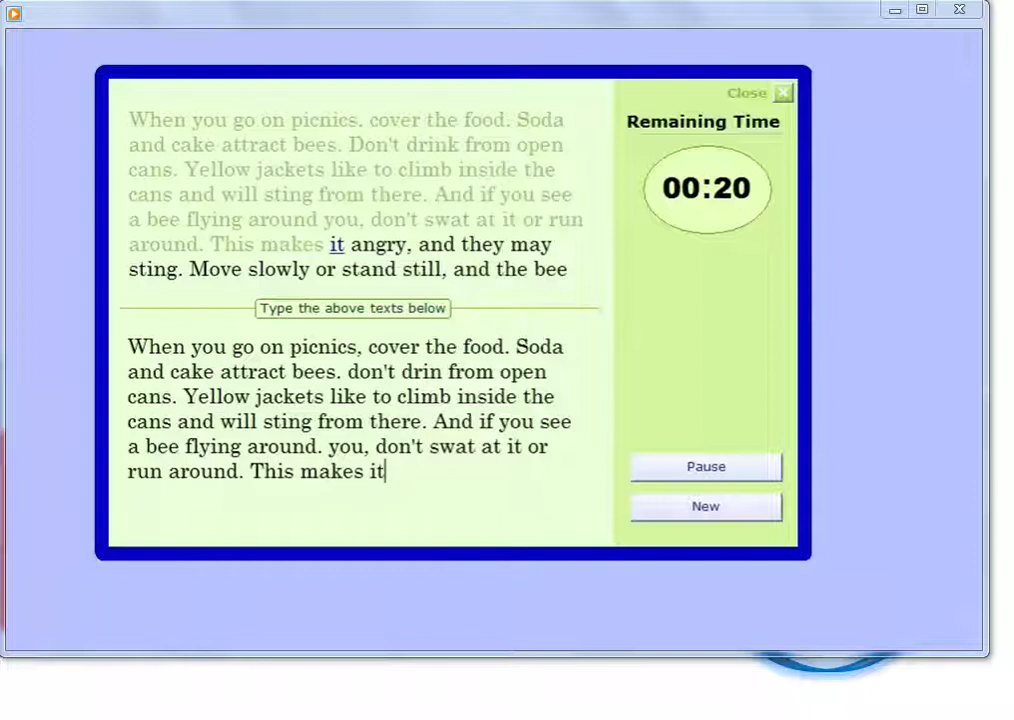 Close
Remaining Time
00:20
When you go on picnics. cover the food. Soda
and cake attract bees. Don't drink from open
cans. Yellow jackets like to climb inside the
cans and will sting from there. And if you see
a bee flying around you, don't swat at it or run
around. This makes it angry, and they may
sting. Move slowly or stand still, and the bee
Type the above texts below
When you go on picnics, cover the food. Soda
and cake attract bees. don't drin from open
cans. Yellow jackets like to climb inside the
cans and will sting from there. And if you see
a bee flying around. you, don't swat at it or
run around. This makes it
Pause
New